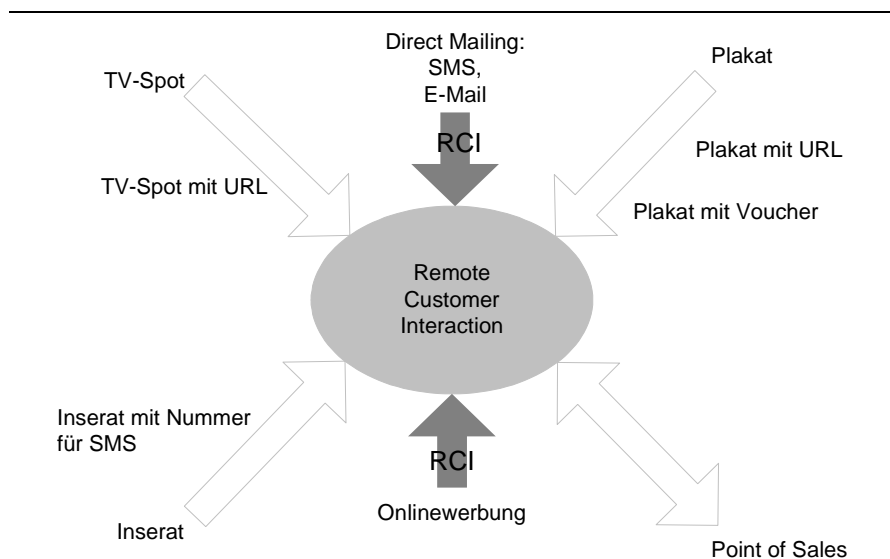 Direct Mailing:
SMS,
E-Mail
Plakat
TV-Spot
RCI
Plakat mit URL
TV-Spot mit URL
Plakat mit Voucher
Remote
Customer
Interaction
Inserat mit Nummer
für SMS
RCI
Onlinewerbung
Inserat
Point of Sales